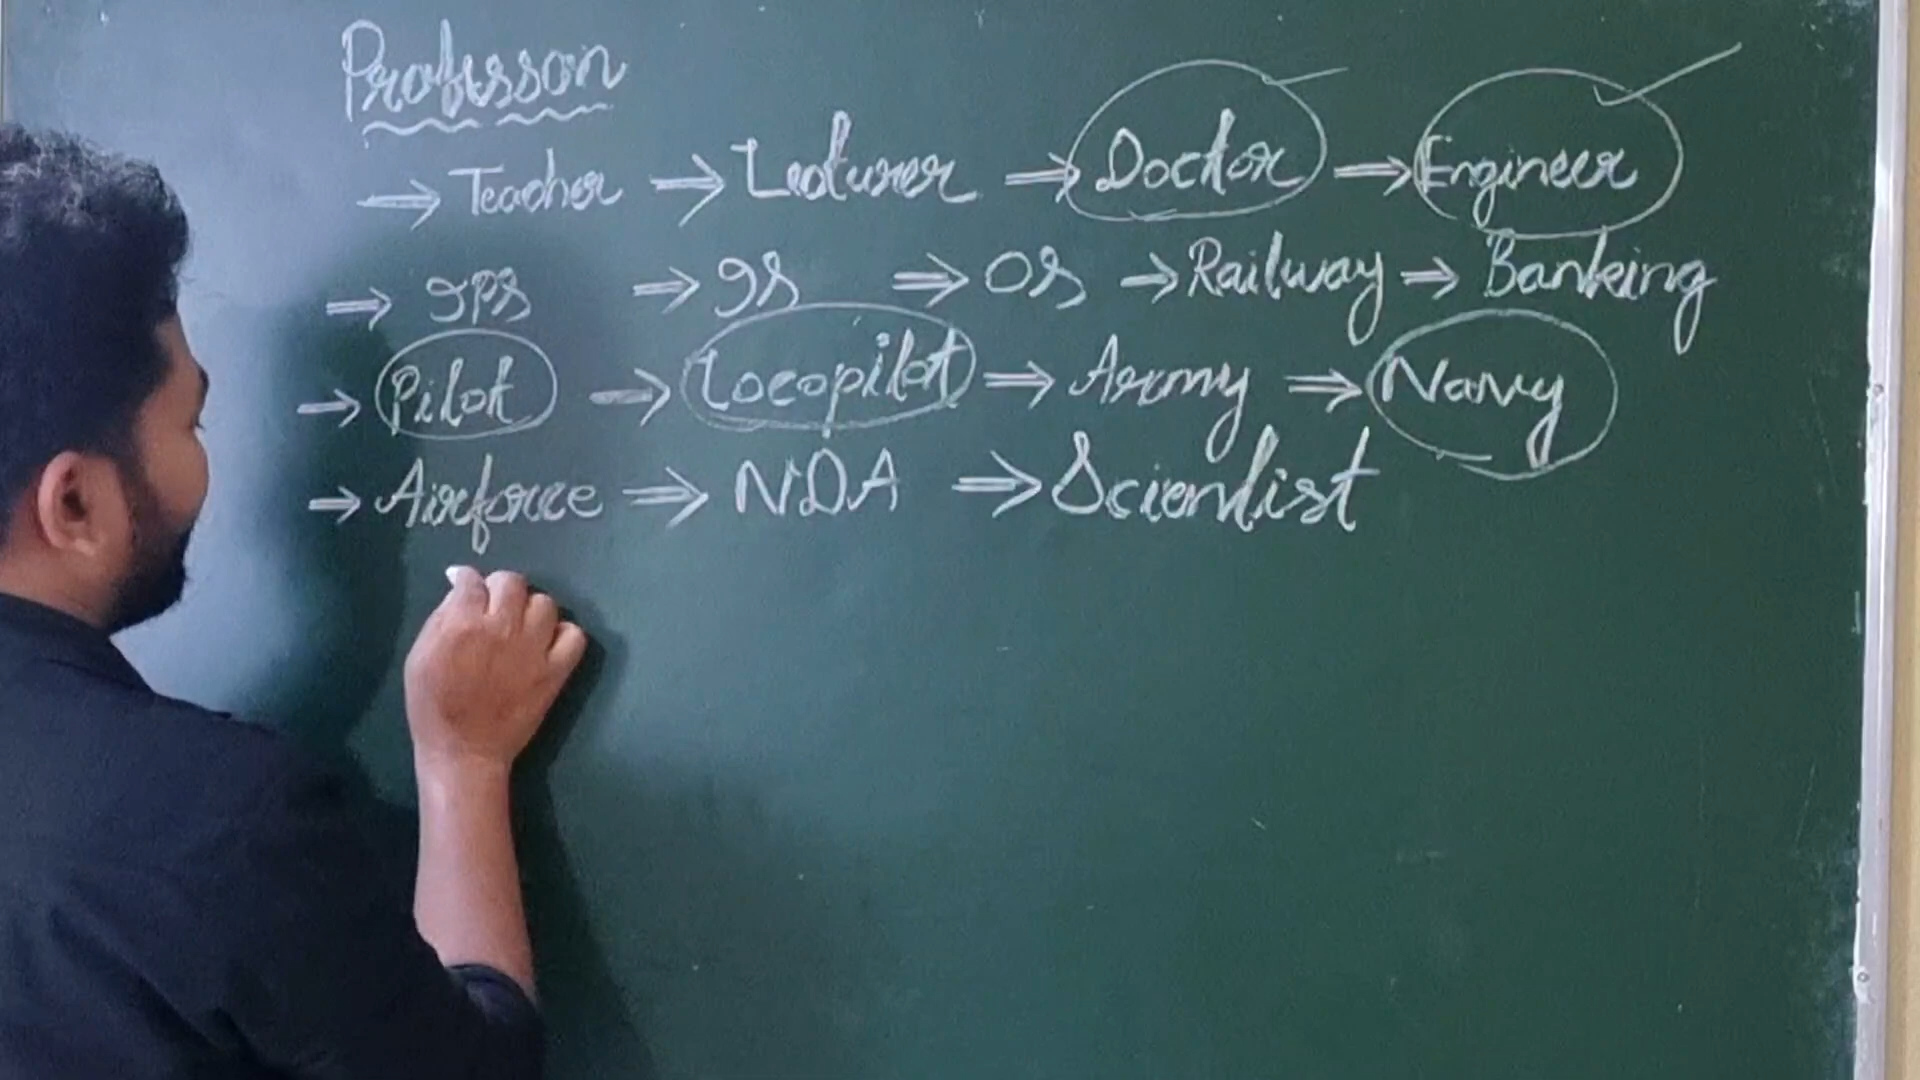 Professon
⇒ Teacher ⇒ Lecturer ⇒ Doctor ⇒ Engineer
⇒ IPS ⇒ IS ⇒ OS → Railway ⇒ Banking
⇒ Pilot → Locopilot ⇒ Army ⇒ Navy
⇒ Airforce ⇒ NDA ⇒ Scientist